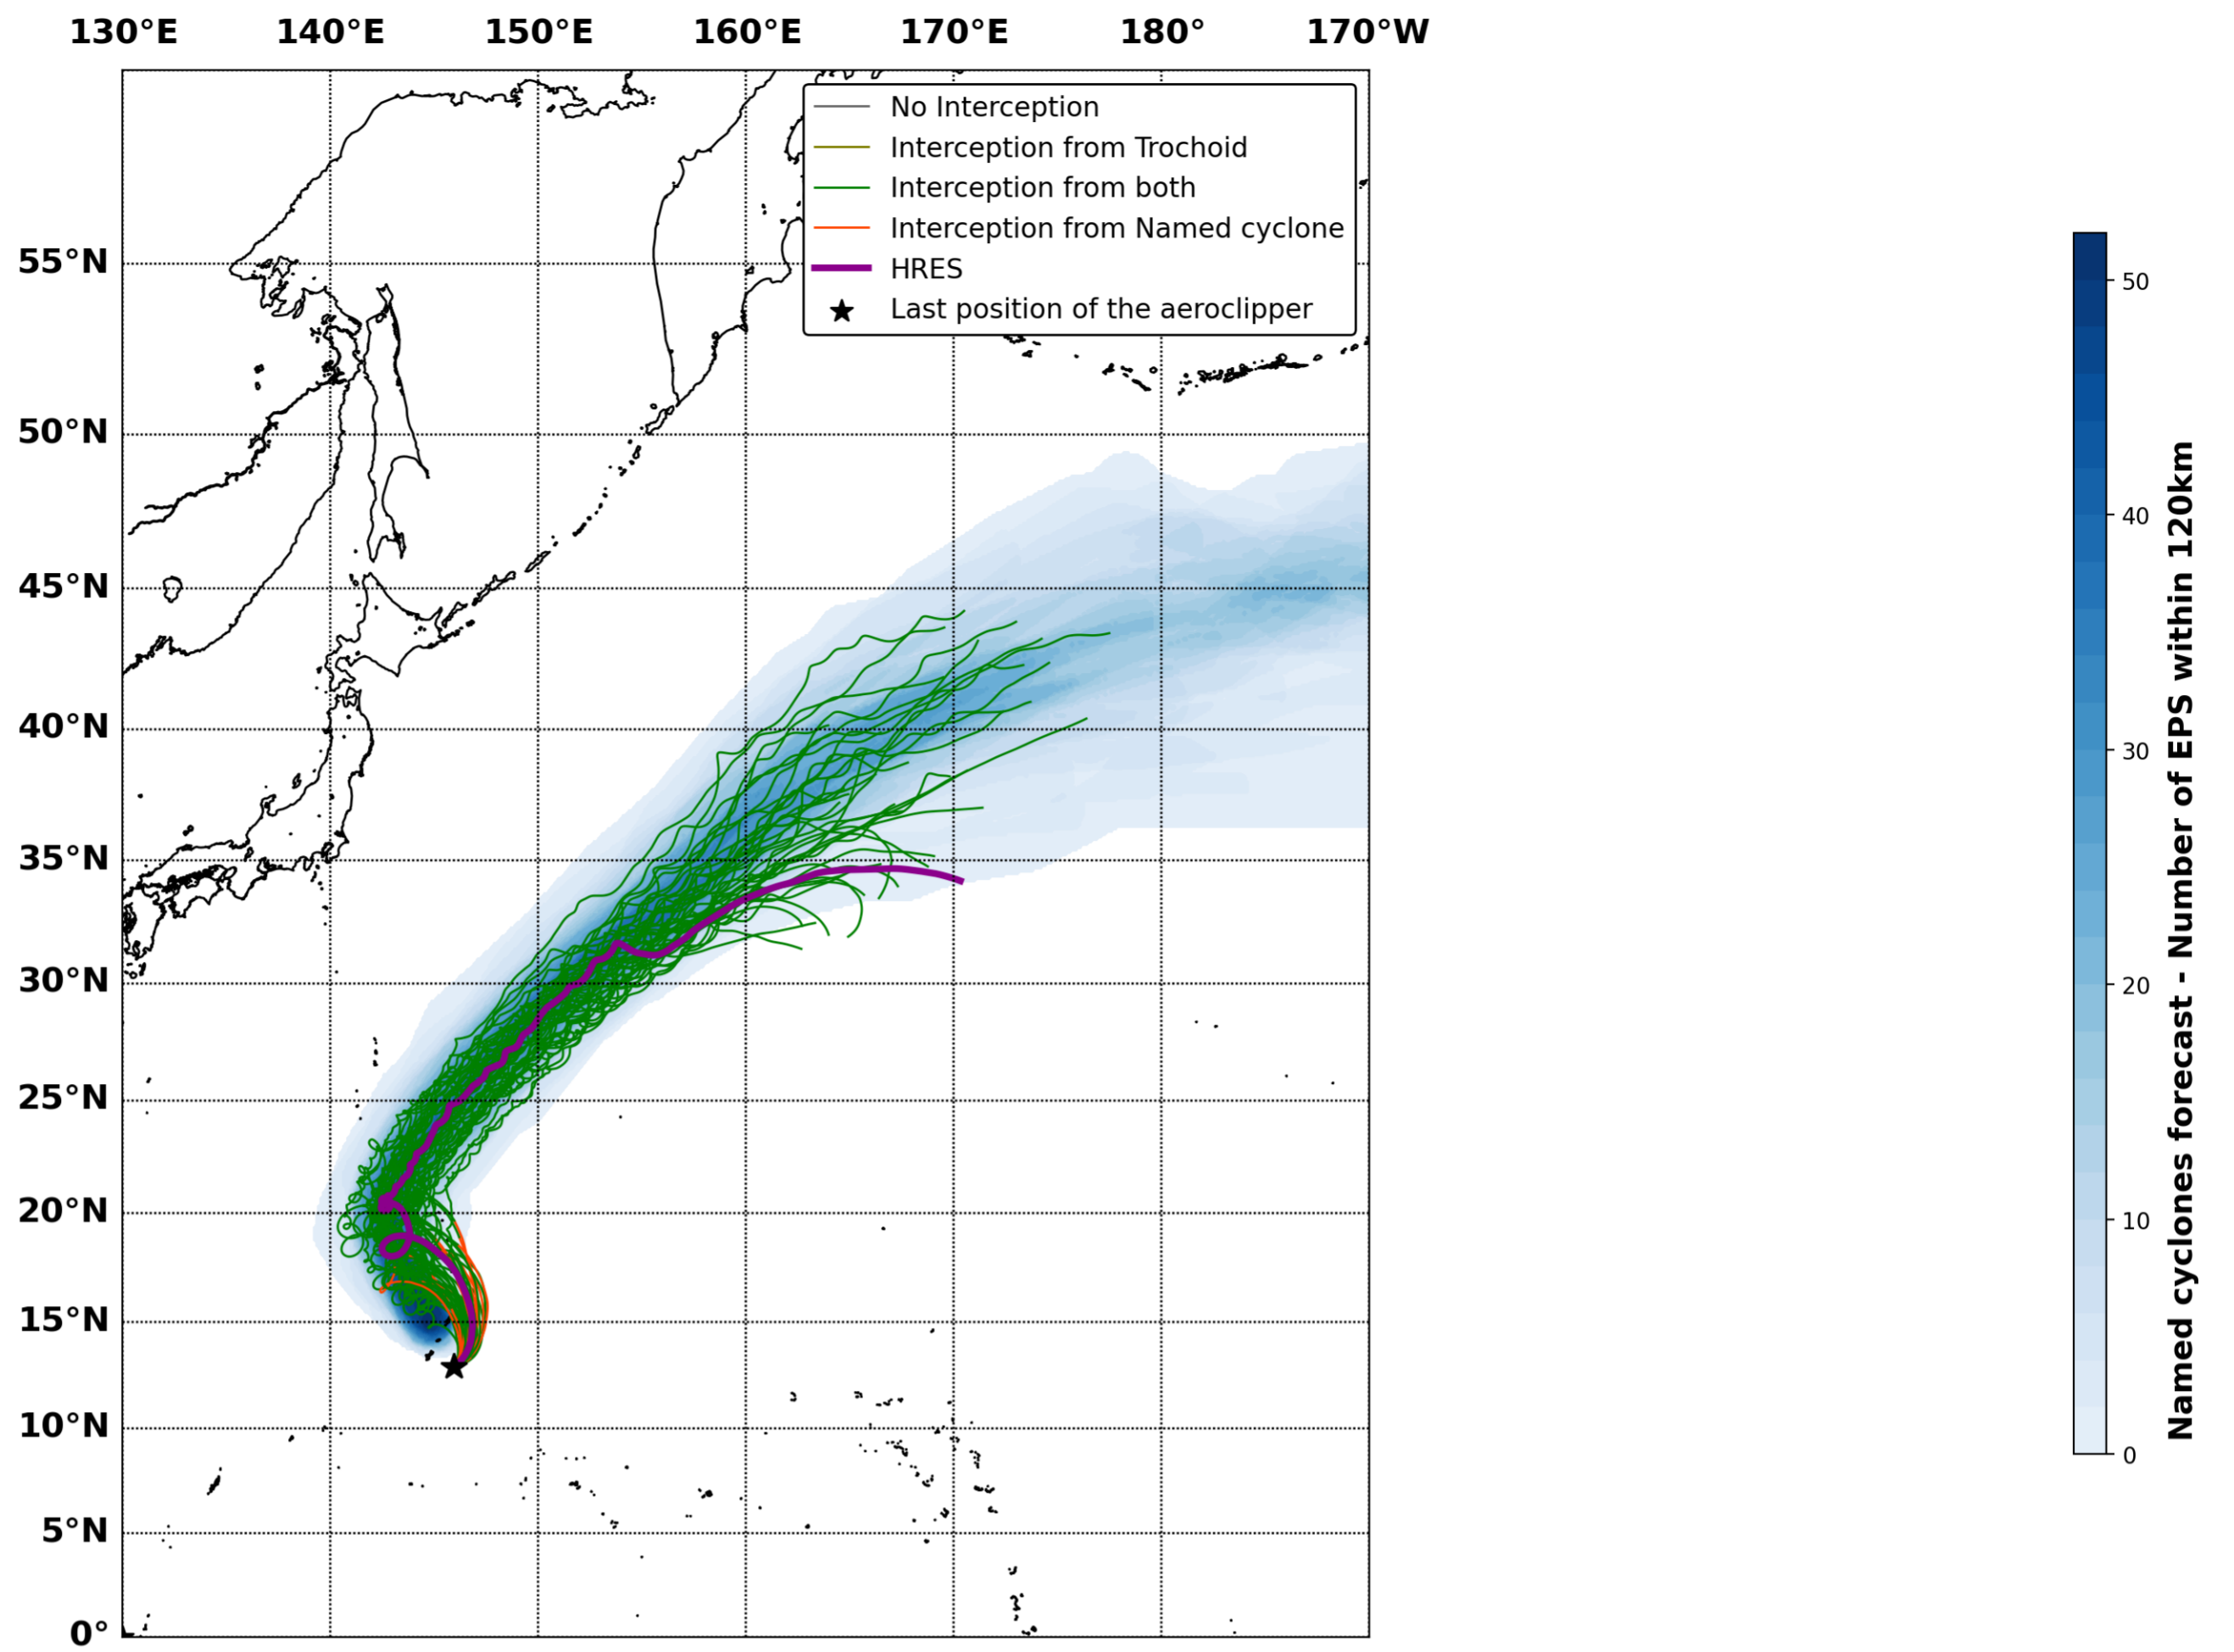 130°E 140°E 150°E 160°E 170°E 180° 170°W
No Interception
Interception from Trochoid
Interception from both
Interception from Named cyclone
HRES
Last position of the aeroclipper
55°N
50°N
45°N
40°N
35°N
30°N
25°N
20°N
15°N
10°N
5°N
0°
50
40
30
20
10
0
Named cyclones forecast - Number of EPS within 120km